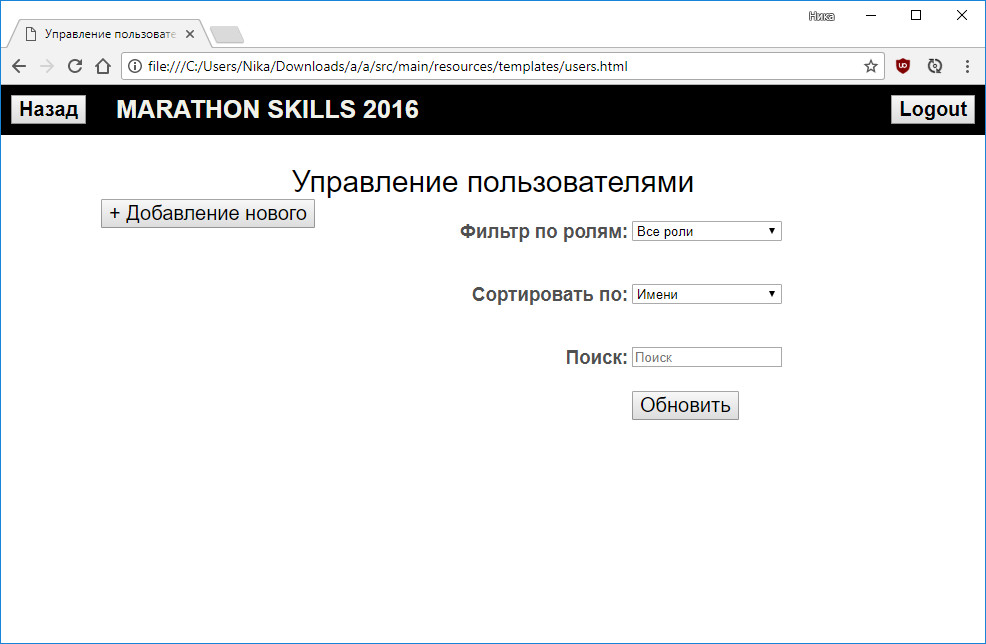 Ника
Управление пользовате
file:///C:/Users/Nika/Downloads/a/a/src/main/resources/templates/users.html
Назад MARATHON SKILLS 2016 Logout
Управление пользователями
+ Добавление нового
Фильтр по ролям: Все роли
Сортировать по: Имени
Поиск: Поиск
Обновить